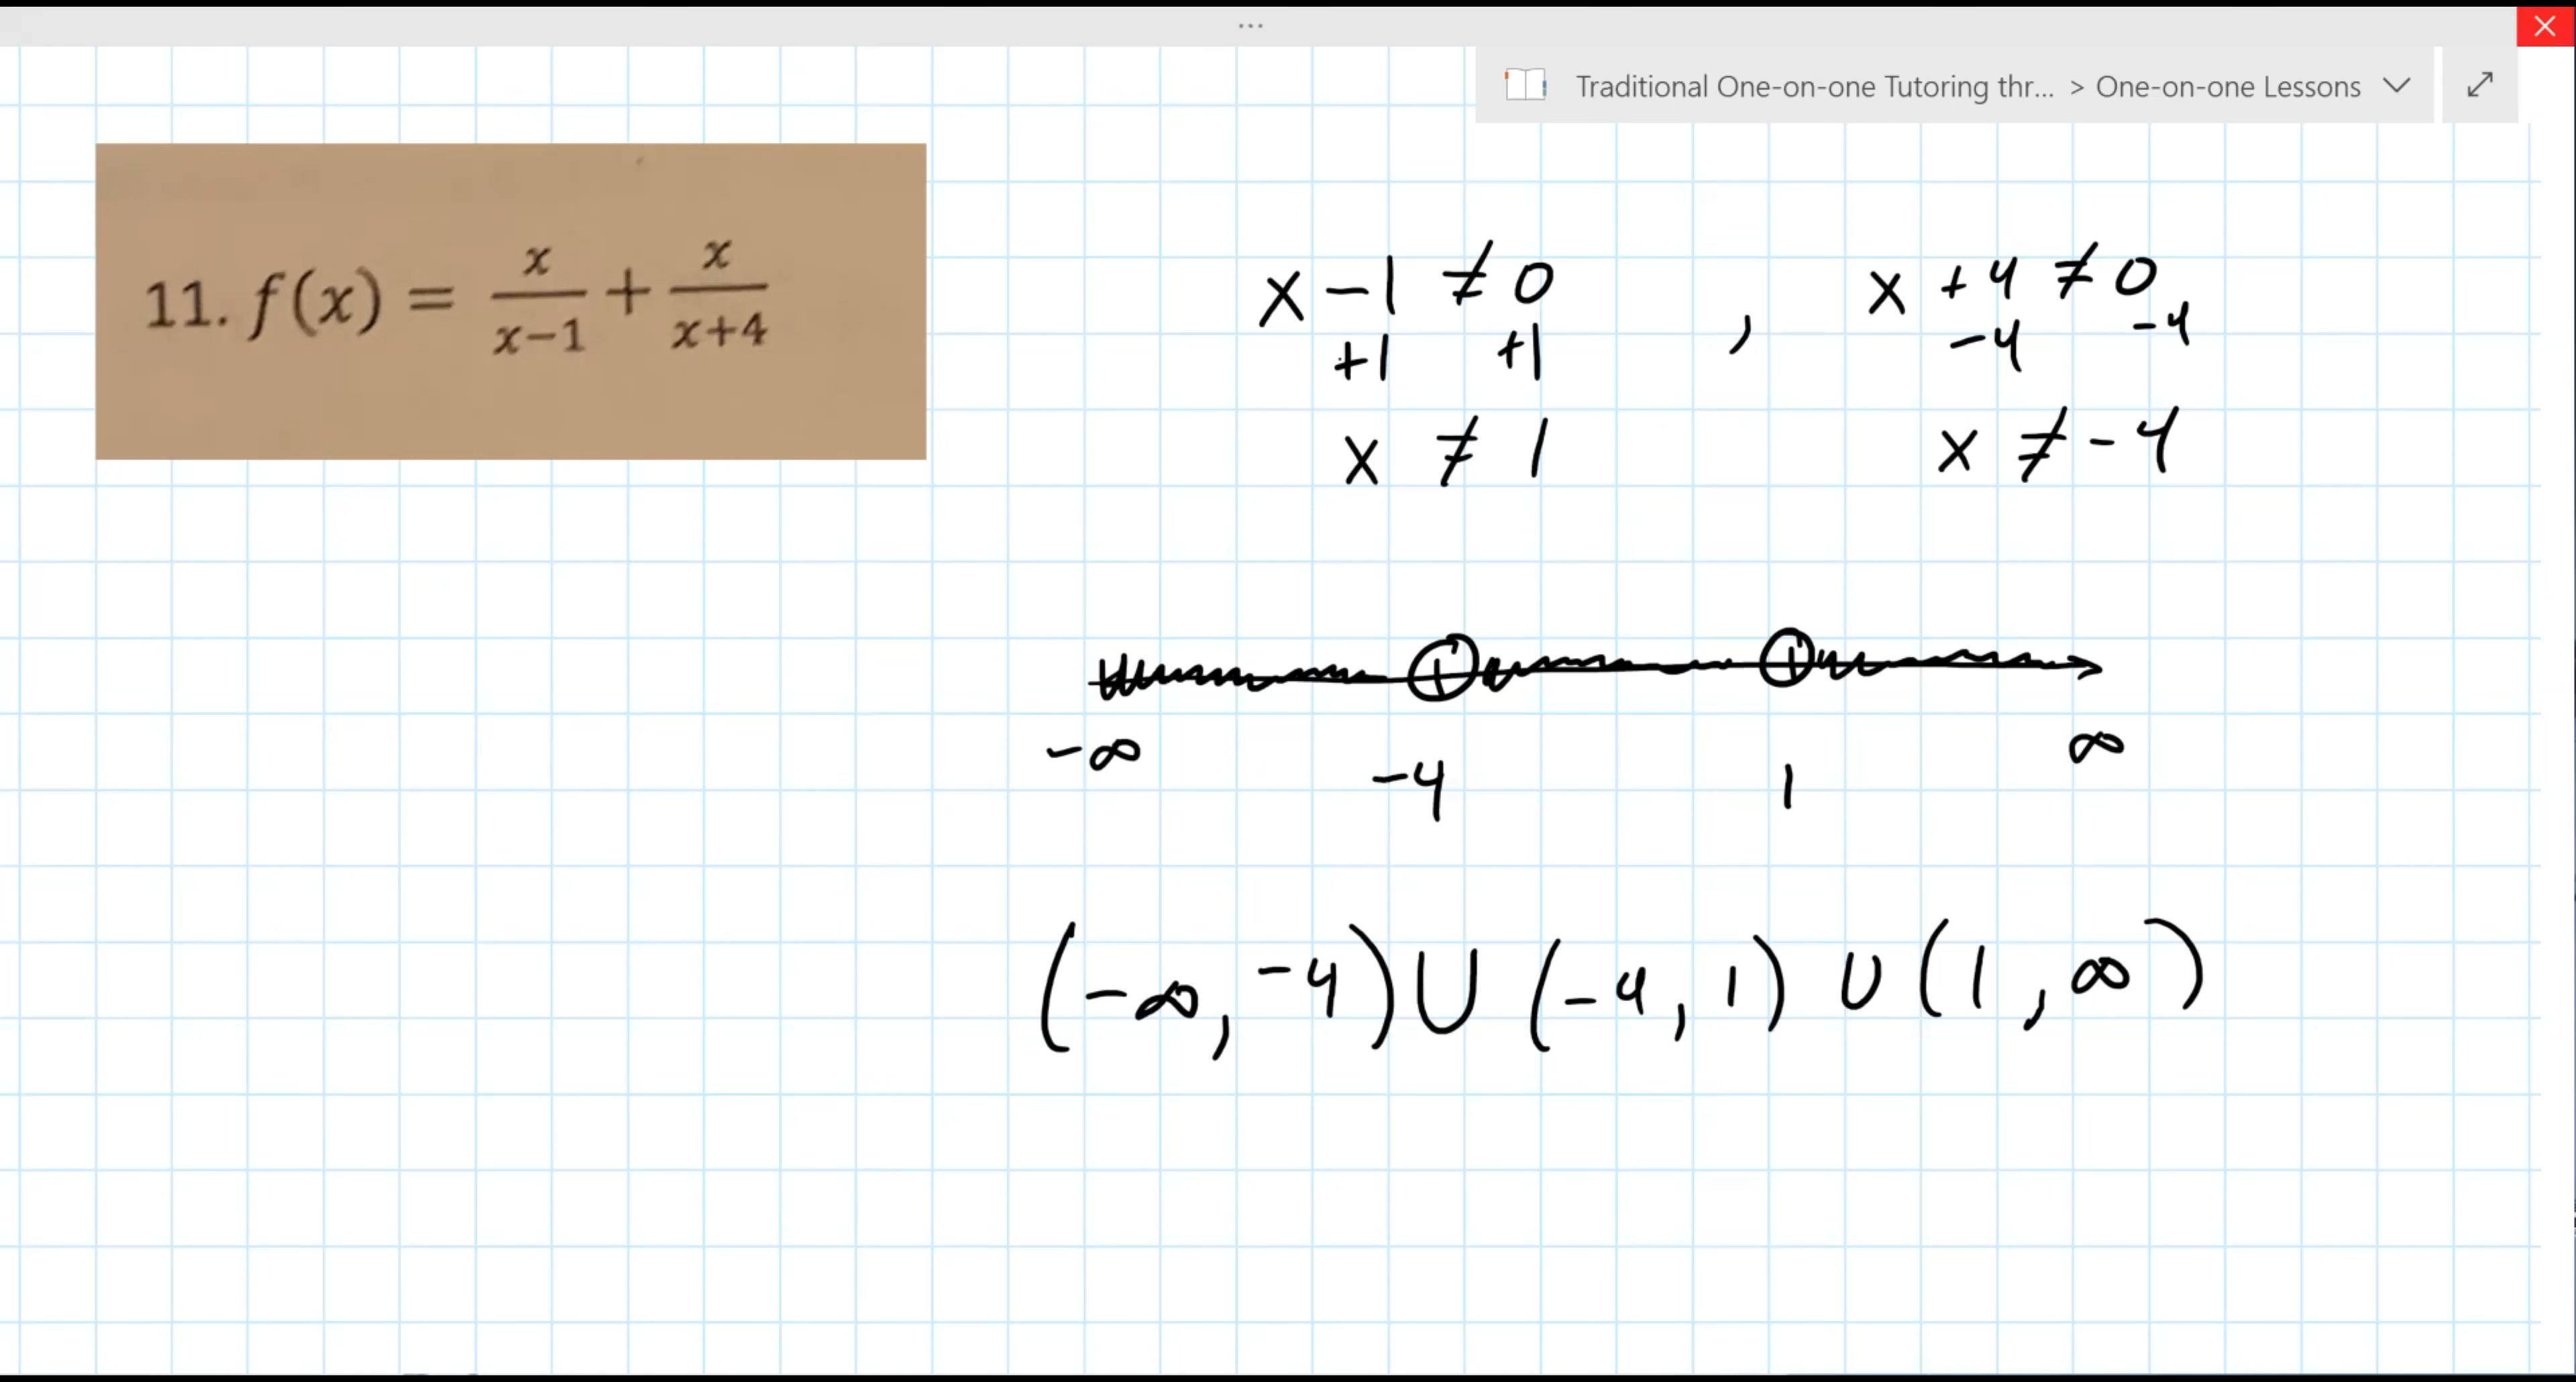 ...
Traditional One-on-one Tutoring thr... > One-on-one Lessons
11. f(x) = x/(x−1) + x/(x+4)
x − 1 ≠ 0 , x + 4 ≠ 0
+1 +1 −4 −4
x ≠ 1 x ≠ −4
−∞ −4 1 ∞
(−∞, −4) ∪ (−4, 1) ∪ (1, ∞)